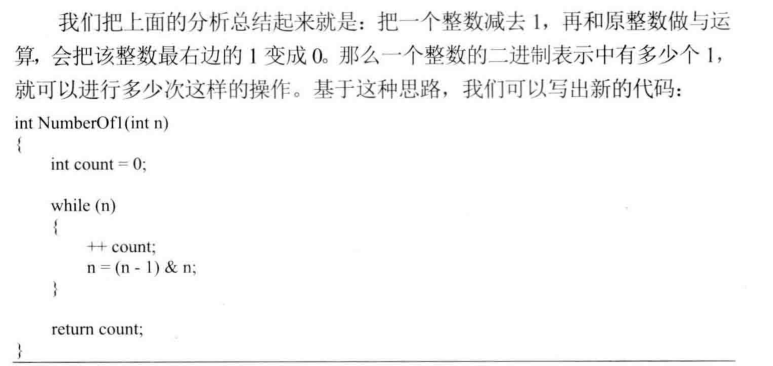 我们把上面的分析总结起来就是：把一个整数减去 1，再和原整数做与运
算，会把该整数最右边的 1 变成 0。那么一个整数的二进制表示中有多少个 1，
就可以进行多少次这样的操作。基于这种思路，我们可以写出新的代码：
int NumberOf1(int n)
{
    int count = 0;
    while (n)
    {
        ++ count;
        n = (n - 1) & n;
    }
    return count;
}